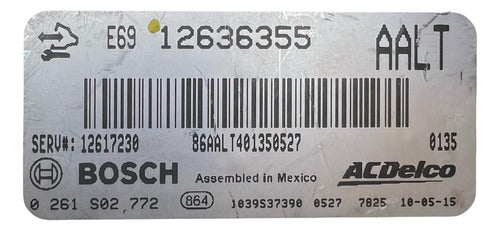 E69 12636355 AALT
SERV#: 12617230 86AALT401350527 0135
BOSCH Assembled in Mexico ACDelco
0 261 S02,772 864 1039S37390 0527 7825 10-05-15